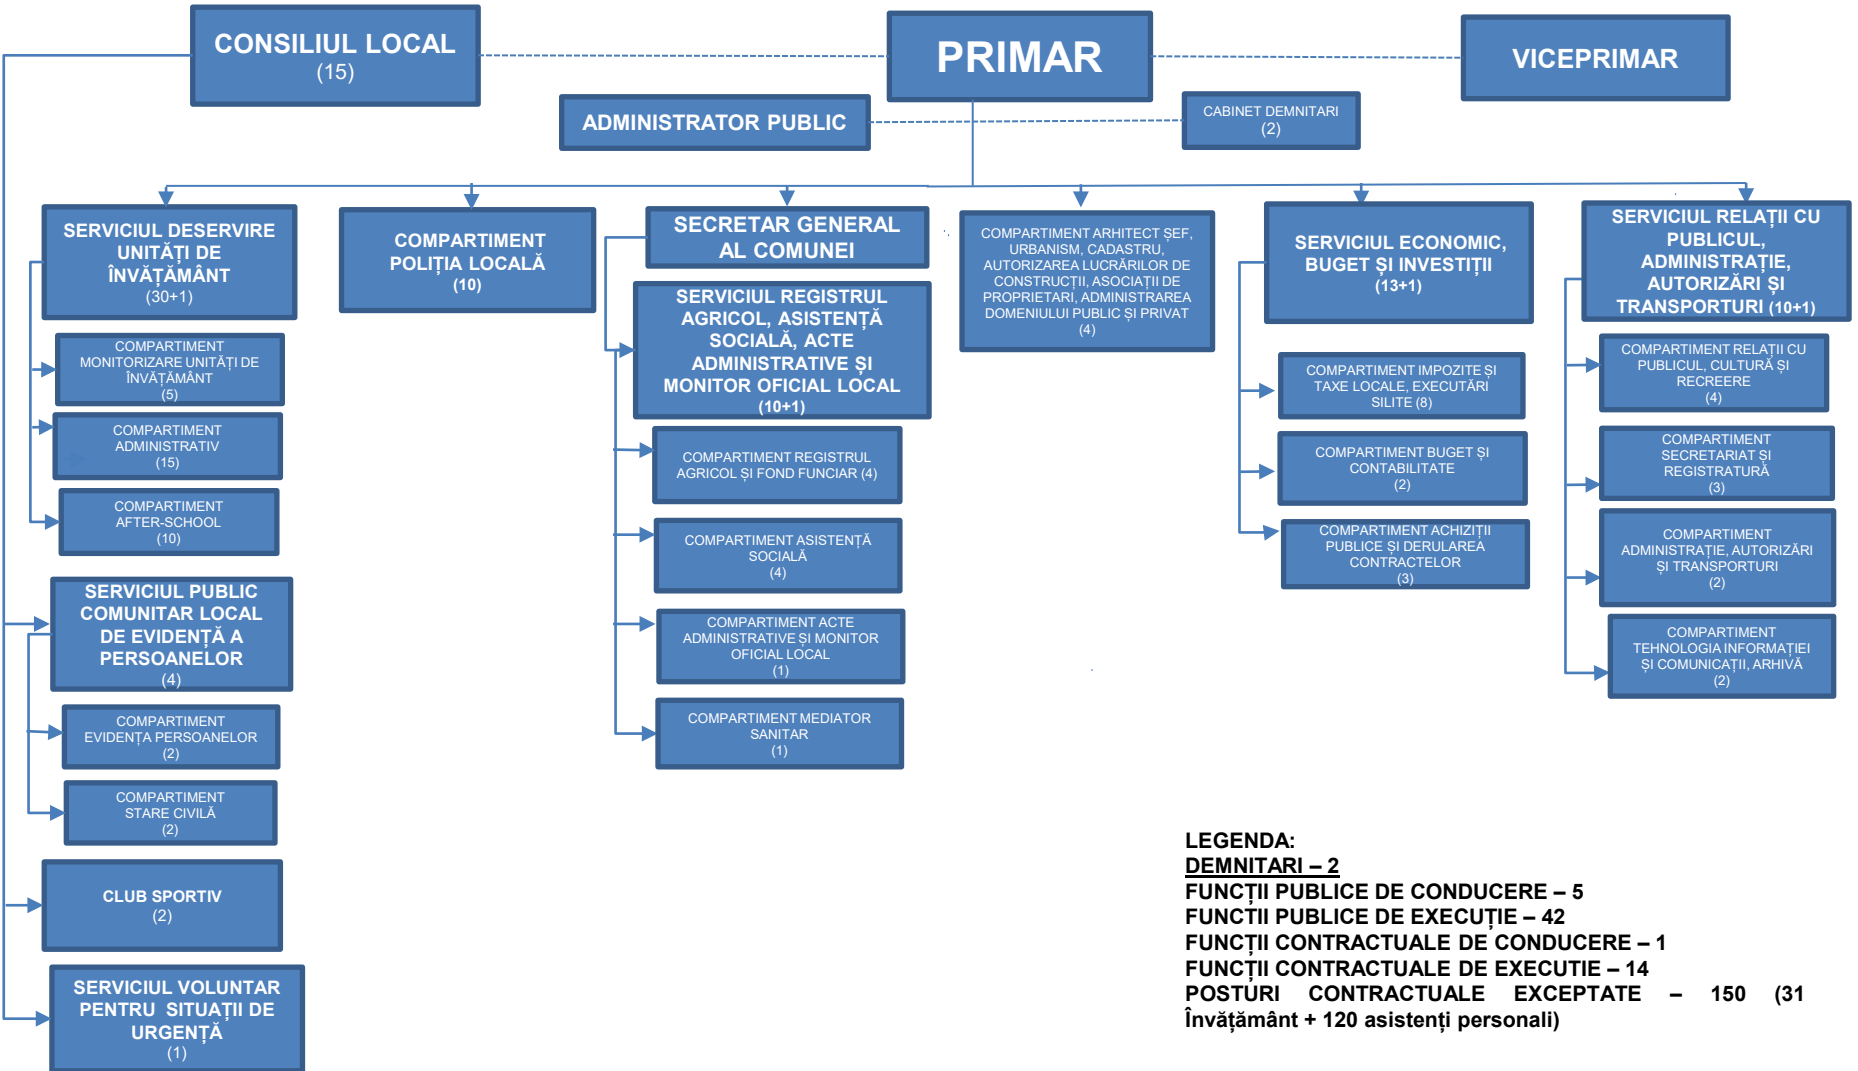 CONSILIUL LOCAL
(15)
PRIMAR
VICEPRIMAR
ADMINISTRATOR PUBLIC
CABINET DEMNITARI
(2)
SERVICIUL DESERVIRE
UNITĂȚI DE
ÎNVĂȚĂMÂNT
(30+1)
COMPARTIMENT
MONITORIZARE UNITĂȚI DE
ÎNVĂȚĂMÂNT
(5)
COMPARTIMENT
ADMINISTRATIV
(15)
COMPARTIMENT
AFTER-SCHOOL
(10)
SERVICIUL PUBLIC
COMUNITAR LOCAL
DE EVIDENȚĂ A
PERSOANELOR
(4)
COMPARTIMENT
EVIDENȚA PERSOANELOR
(2)
COMPARTIMENT
STARE CIVILĂ
(2)
CLUB SPORTIV
(2)
SERVICIUL VOLUNTAR
PENTRU SITUAȚII DE
URGENȚĂ
(1)
COMPARTIMENT
POLIȚIA LOCALĂ
(10)
SECRETAR GENERAL
AL COMUNEI
SERVICIUL REGISTRUL
AGRICOL, ASISTENȚĂ
SOCIALĂ, ACTE
ADMINISTRATIVE ȘI
MONITOR OFICIAL LOCAL
(10+1)
COMPARTIMENT REGISTRUL
AGRICOL ȘI FOND FUNCIAR (4)
COMPARTIMENT ASISTENȚĂ
SOCIALĂ
(4)
COMPARTIMENT ACTE
ADMINISTRATIVE ȘI MONITOR
OFICIAL LOCAL
(1)
COMPARTIMENT MEDIATOR
SANITAR
(1)
COMPARTIMENT ARHITECT ȘEF,
URBANISM, CADASTRU,
AUTORIZAREA LUCRĂRILOR DE
CONSTRUCȚII, ASOCIAȚII DE
PROPRIETARI, ADMINISTRAREA
DOMENIULUI PUBLIC ȘI PRIVAT
(4)
SERVICIUL ECONOMIC,
BUGET ȘI INVESTIȚII
(13+1)
COMPARTIMENT IMPOZITE ȘI
TAXE LOCALE, EXECUTĂRI
SILITE (8)
COMPARTIMENT BUGET ȘI
CONTABILITATE
(2)
COMPARTIMENT ACHIZIȚII
PUBLICE ȘI DERULAREA
CONTRACTELOR
(3)
SERVICIUL RELAȚII CU
PUBLICUL,
ADMINISTRAȚIE,
AUTORIZĂRI ȘI
TRANSPORTURI (10+1)
COMPARTIMENT RELAȚII CU
PUBLICUL, CULTURĂ ȘI
RECREERE
(4)
COMPARTIMENT
SECRETARIAT ȘI
REGISTRATURĂ
(3)
COMPARTIMENT
ADMINISTRAȚIE, AUTORIZĂRI
ȘI TRANSPORTURI
(2)
COMPARTIMENT
TEHNOLOGIA INFORMAȚIEI
ȘI COMUNICAȚII, ARHIVĂ
(2)
LEGENDA:
DEMNITARI – 2
FUNCȚII PUBLICE DE CONDUCERE – 5
FUNCTII PUBLICE DE EXECUȚIE – 42
FUNCȚII CONTRACTUALE DE CONDUCERE – 1
FUNCȚII CONTRACTUALE DE EXECUTIE – 14
POSTURI CONTRACTUALE EXCEPTATE – 150 (31
Învățământ + 120 asistenți personali)